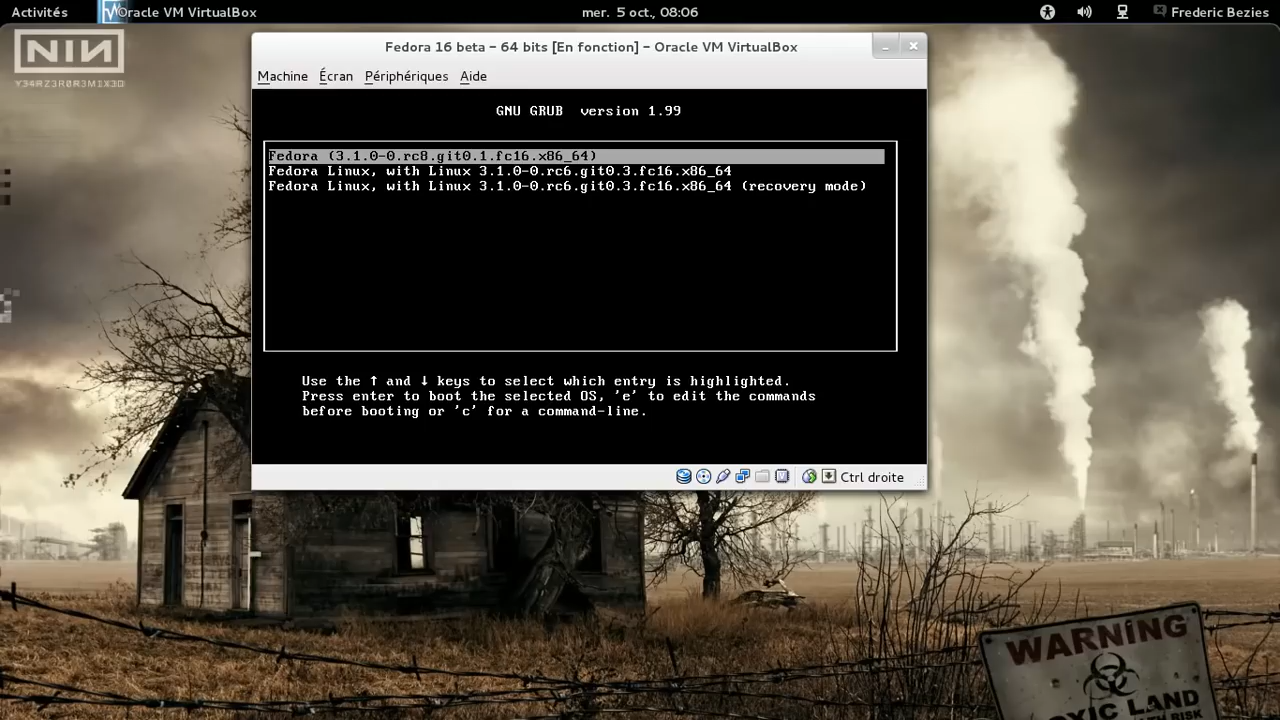 Activités
Oracle VM VirtualBox
mer. 5 oct., 08:06
Frederic Bezies
NIN
Y34RZ3R0R3MIX3D
Fedora 16 beta – 64 bits [En fonction] – Oracle VM VirtualBox
Machine Écran Périphériques Aide
GNU GRUB version 1.99
Fedora (3.1.0-0.rc8.git0.1.fc16.x86_64)
Fedora Linux, with Linux 3.1.0-0.rc6.git0.3.fc16.x86_64
Fedora Linux, with Linux 3.1.0-0.rc6.git0.3.fc16.x86_64 (recovery mode)
Use the ↑ and ↓ keys to select which entry is highlighted.
Press enter to boot the selected OS, 'e' to edit the commands
before booting or 'c' for a command-line.
Ctrl droite
WARNING
LAND